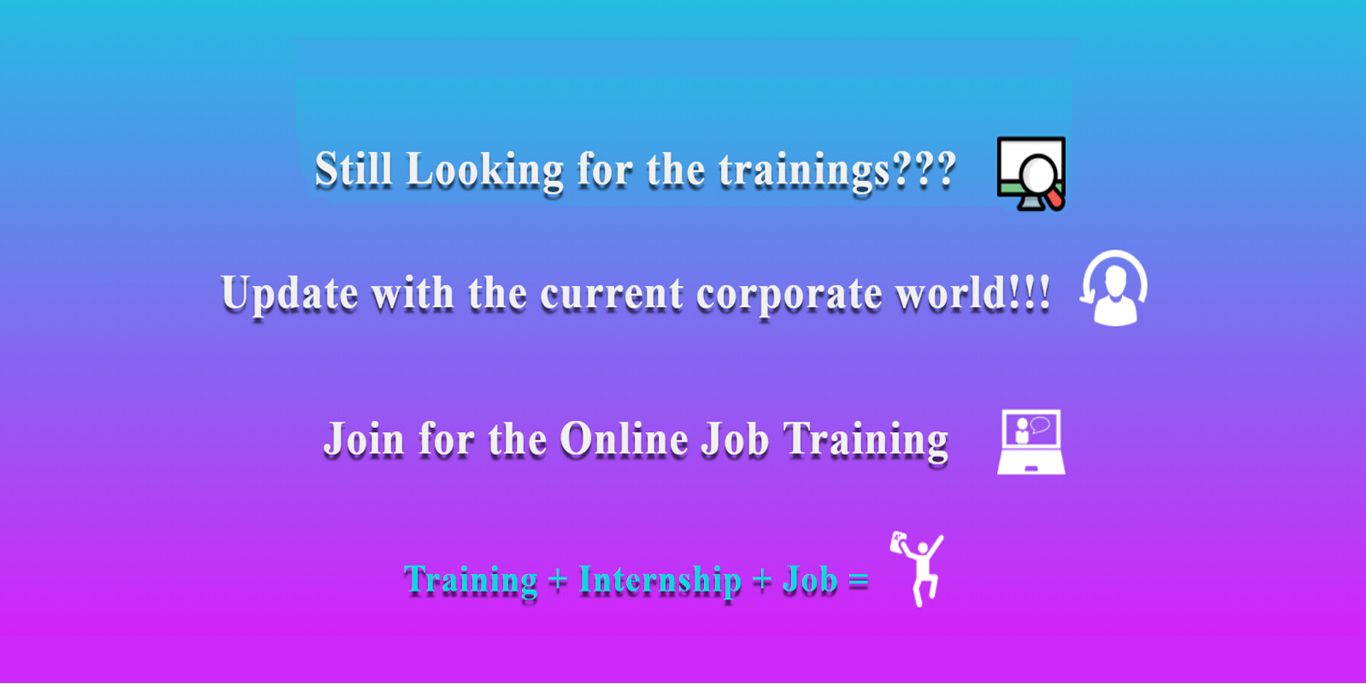 Still Looking for the trainings???
Update with the current corporate world!!!
Join for the Online Job Training
Training + Internship + Job =